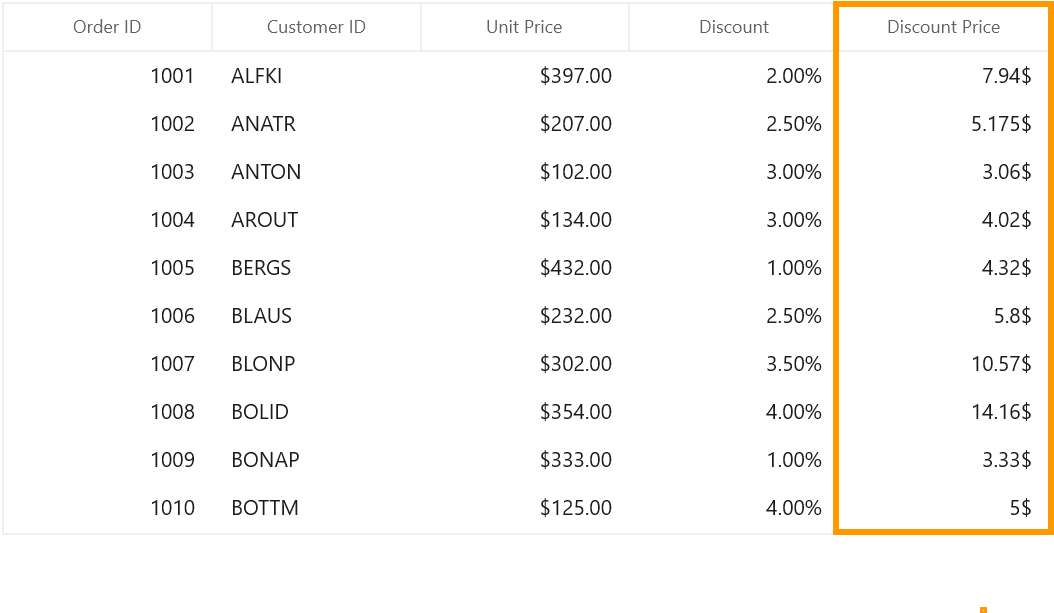 Order ID Customer ID Unit Price Discount Discount Price
1001 ALFKI $397.00 2.00% 7.94$
1002 ANATR $207.00 2.50% 5.175$
1003 ANTON $102.00 3.00% 3.06$
1004 AROUT $134.00 3.00% 4.02$
1005 BERGS $432.00 1.00% 4.32$
1006 BLAUS $232.00 2.50% 5.8$
1007 BLONP $302.00 3.50% 10.57$
1008 BOLID $354.00 4.00% 14.16$
1009 BONAP $333.00 1.00% 3.33$
1010 BOTTM $125.00 4.00% 5$